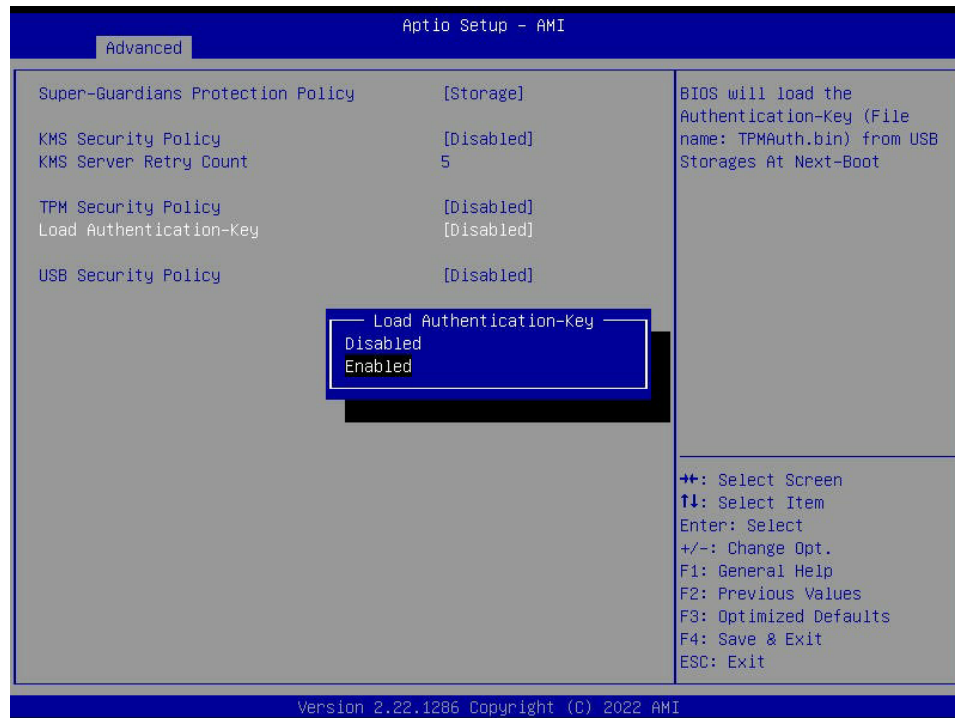 Aptio Setup – AMI
Advanced
Super-Guardians Protection Policy [Storage]
KMS Security Policy [Disabled]
KMS Server Retry Count 5
TPM Security Policy [Disabled]
Load Authentication-Key [Disabled]
USB Security Policy [Disabled]
Load Authentication-Key
Disabled
Enabled
BIOS will load the
Authentication-Key (File
name: TPMAuth.bin) from USB
Storages At Next-Boot
→←: Select Screen
↑↓: Select Item
Enter: Select
+/-: Change Opt.
F1: General Help
F2: Previous Values
F3: Optimized Defaults
F4: Save & Exit
ESC: Exit
Version 2.22.1286 Copyright (C) 2022 AMI